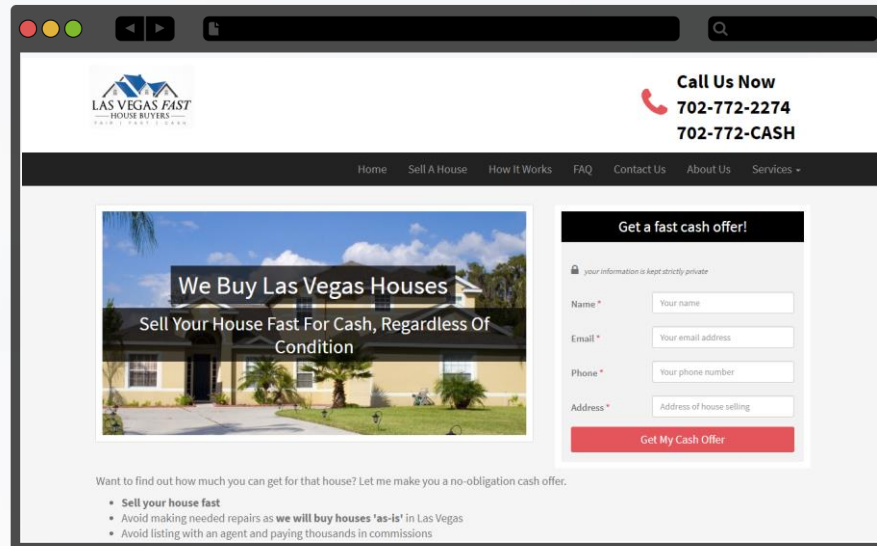 LAS VEGAS FAST
HOUSE BUYERS
FAIR | FAST | CASH
Call Us Now
702-772-2274
702-772-CASH
Home Sell A House How It Works FAQ Contact Us About Us Services
We Buy Las Vegas Houses
Sell Your House Fast For Cash, Regardless Of
Condition
Get a fast cash offer!
your information is kept strictly private
Name * Your name
Email * Your email address
Phone * Your phone number
Address * Address of house selling
Get My Cash Offer
Want to find out how much you can get for that house? Let me make you a no-obligation cash offer.
• Sell your house fast
• Avoid making needed repairs as we will buy houses 'as-is' in Las Vegas
• Avoid listing with an agent and paying thousands in commissions